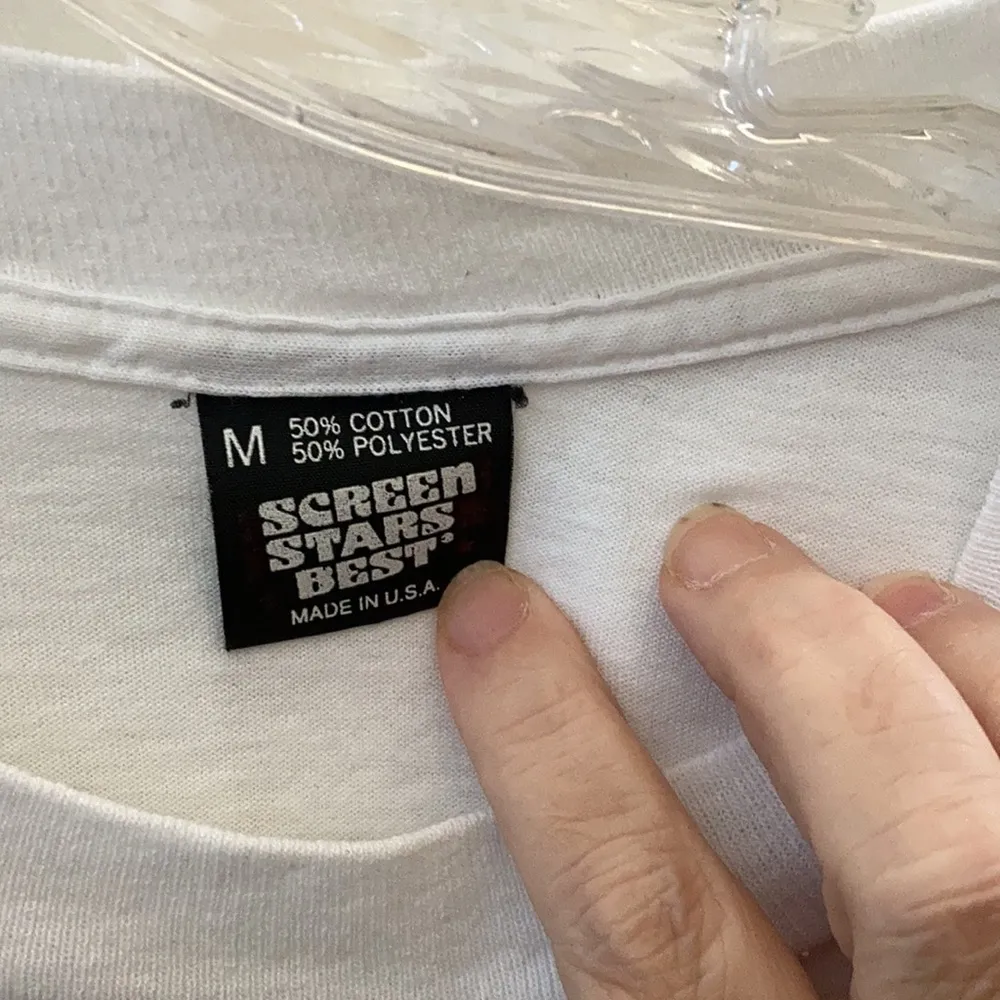 M
50% COTTON
50% POLYESTER
SCREEN
STARS
BEST
MADE IN U.S.A.